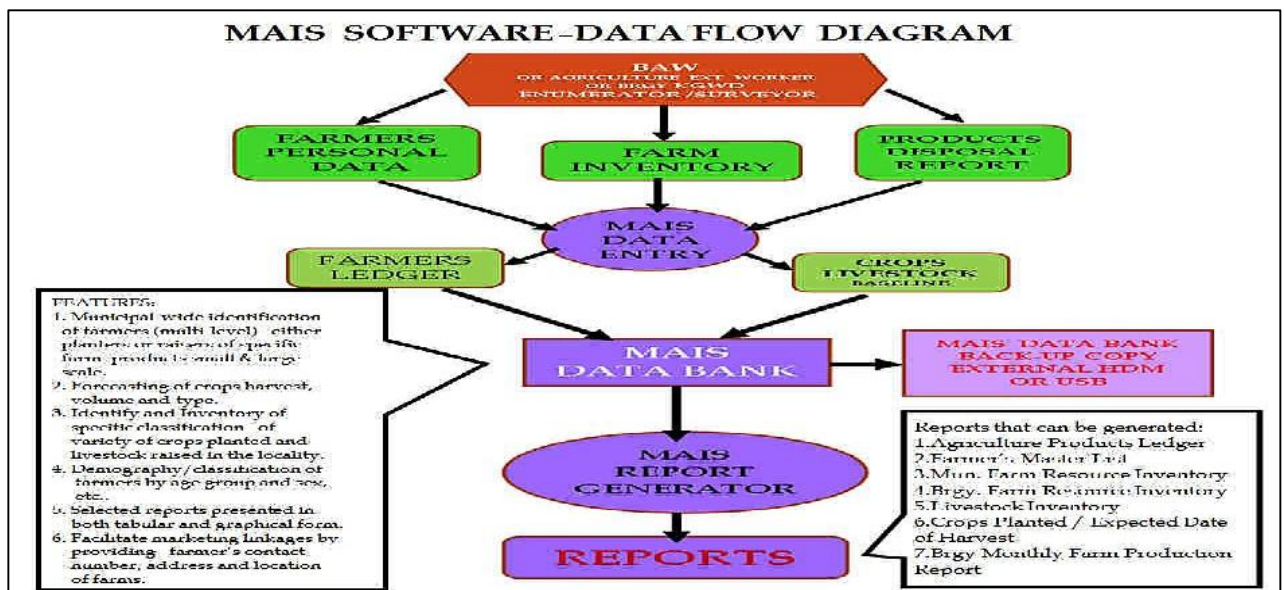 MAIS SOFTWARE-DATA FLOW DIAGRAM
BAW
OR AGRICULTURE EXT WORKER
OR BRGY KGWD
ENUMERATOR/SURVEYOR
FARMERS
PERSONAL
DATA
FARM
INVENTORY
PRODUCTS
DISPOSAL
REPORT
MAIS
DATA
ENTRY
FARMERS
LEDGER
CROPS
LIVESTOCK
BASELINE
FEATURES:
1. Municipal-wide identification
of farmers (multi-level) either
planters or raisers of specific
farm products small & large
scale.
2. Forecasting of crops harvest,
volume and type.
3. Identify and Inventory of
specific classification of
variety of crops planted and
livestock raised in the locality.
4. Demography/classification of
farmers by age group and sex,
etc..
5. Selected reports presented in
both tabular and graphical form.
6. Facilitate marketing linkages by
providing farmer's contact
number, address and location
of farms.
MAIS
DATA BANK
MAIS DATA BANK
BACK-UP COPY
EXTERNAL HDM
OR USB
MAIS
REPORT
GENERATOR
REPORTS
Reports that can be generated:
1.Agriculture Products Ledger
2.Farmer's Master List
3.Mun. Farm Resource Inventory
4.Brgy. Farm Resource Inventory
5.Livestock Inventory
6.Crops Planted / Expected Date
of Harvest
7.Brgy Monthly Farm Production
Report